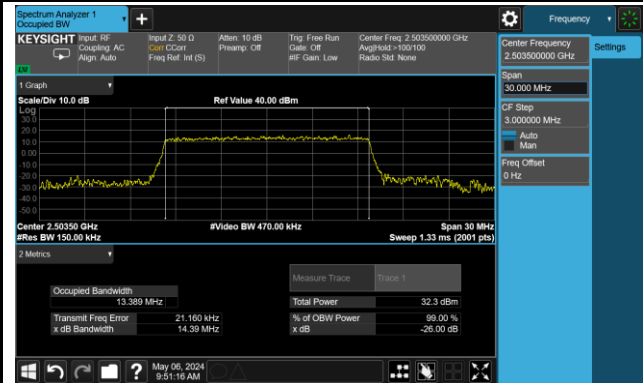 Spectrum Analyzer 1
Occupied BW
Frequency
KEYSIGHT
Input: RF
Coupling: AC
Align: Auto
Input Z: 50 Ω
Corr CCorr
Freq Ref: Int (S)
Atten: 10 dB
Preamp: Off
Trig: Free Run
Gate: Off
#IF Gain: Low
Center Freq: 2.503500000 GHz
Avg|Hold:>100/100
Radio Std: None
Center Frequency
2.503500000 GHz
Settings
Span
30.000 MHz
CF Step
3.000000 MHz
Auto
Man
Freq Offset
0 Hz
1 Graph
Scale/Div 10.0 dB
Ref Value 40.00 dBm
Log
30.0
20.0
10.0
0.00
-10.0
-20.0
-30.0
-40.0
-50.0
Center 2.50350 GHz
#Video BW 470.00 kHz
Span 30 MHz
#Res BW 150.00 kHz
Sweep 1.33 ms (2001 pts)
2 Metrics
Measure Trace
Trace 1
Occupied Bandwidth
13.389 MHz
Total Power
32.3 dBm
Transmit Freq Error
21.160 kHz
% of OBW Power
99.00 %
x dB Bandwidth
14.39 MHz
x dB
-26.00 dB
?
May 06, 2024
9:51:16 AM